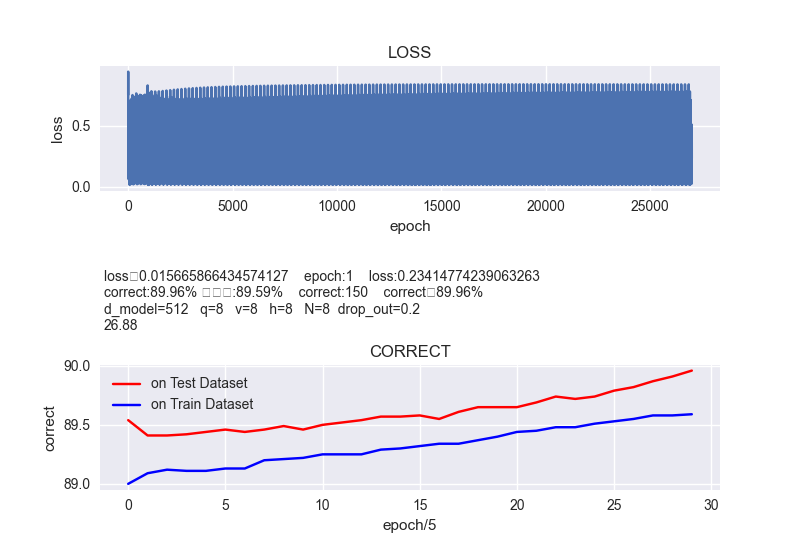 LOSS
0.5
0.0
loss
0 5000 10000 15000 20000 25000
epoch
loss□0.015665866434574127 epoch:1 loss:0.23414774239063263
correct:89.96% □□□:89.59% correct:150 correct□89.96%
d_model=512 q=8 v=8 h=8 N=8 drop_out=0.2
26.88
CORRECT
90.0
89.5
89.0
correct
on Test Dataset
on Train Dataset
0 5 10 15 20 25 30
epoch/5